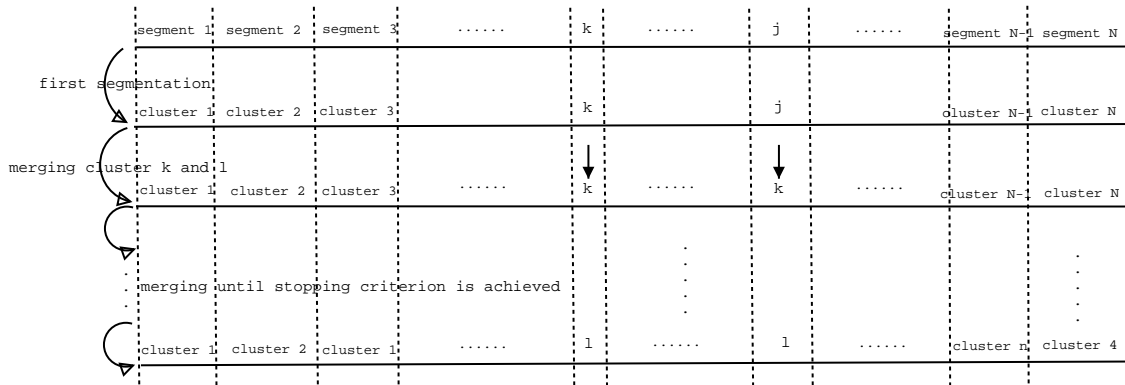 segment 1 segment 2 segment 3 ...... k ...... j ...... segment N-1 segment N
first segmentation
cluster 1 cluster 2 cluster 3 k j cluster N-1 cluster N
merging cluster k and l
cluster 1 cluster 2 cluster 3 ...... k ...... k ...... cluster N-1 cluster N
merging until stopping criterion is achieved
cluster 1 cluster 2 cluster 1 ...... l ...... l ...... cluster n cluster 4